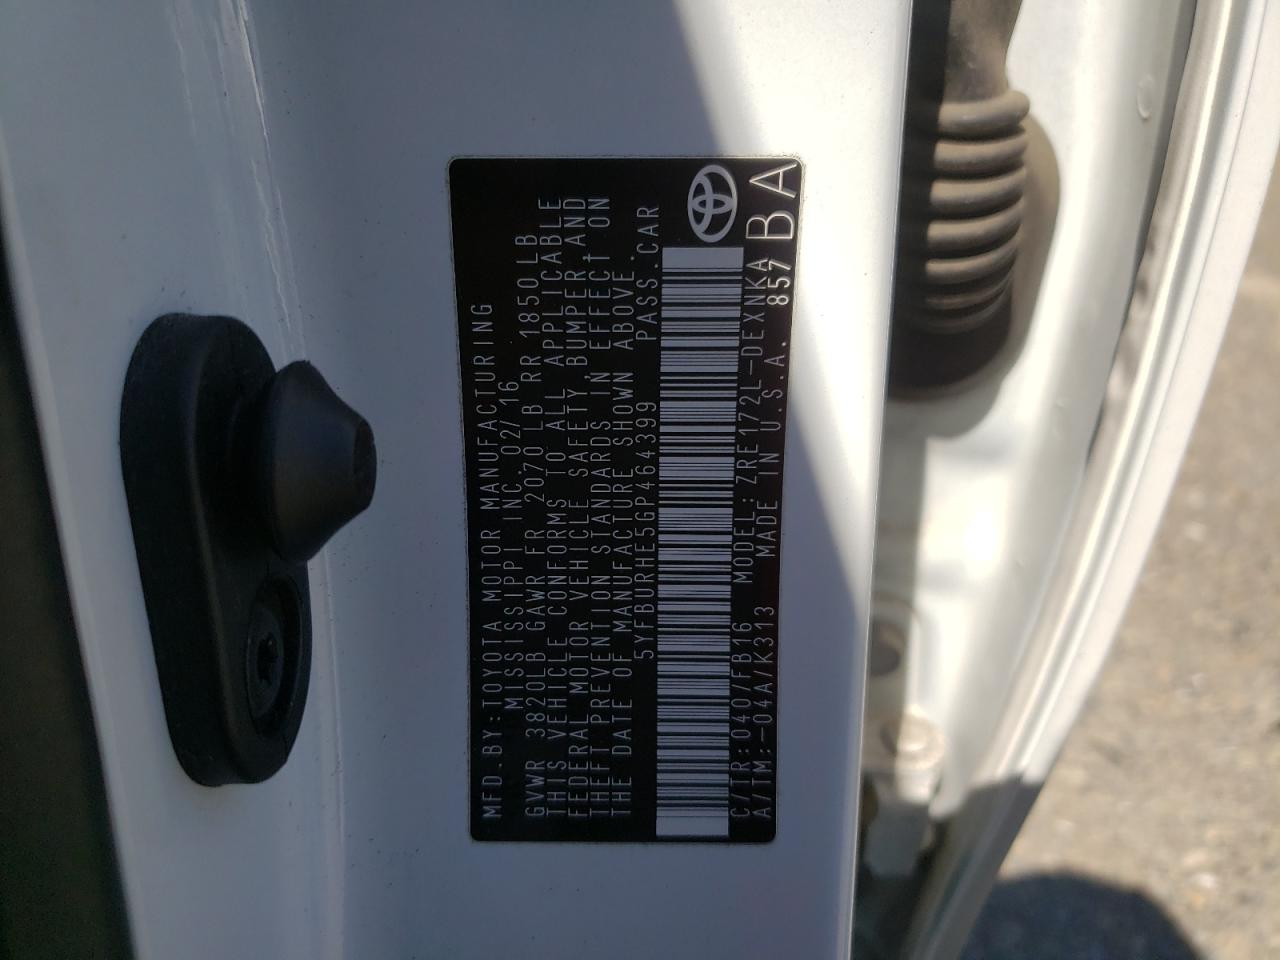 MFD.BY:TOYOTA MOTOR MANUFACTURING
MISSISSIPPI INC. 02/16
GVWR 3820LB GAWR FR 2070LB RR 1850LB
THIS VEHICLE CONFORMS TO ALL APPLICABLE
FEDERAL MOTOR VEHICLE SAFETY, BUMPER, AND
THEFT PREVENTION STANDARDS IN EFFECT ON
THE DATE OF MANUFACTURE SHOWN ABOVE.
5YFBURHE5GP464399 PASS.CAR
C/TR:040/FB16 MODEL:ZRE172L-DEXNKA
A/TM:-04A/K313 MADE IN U.S.A.
857
BA